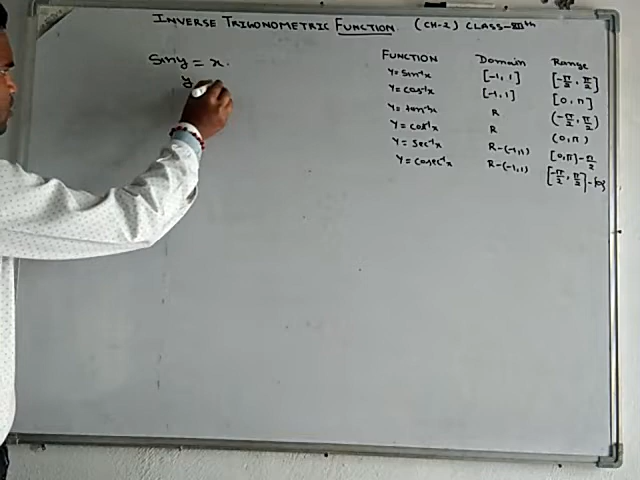 INVERSE TRIGONOMETRIC FUNCTION. (CH-2) CLASS-XIIth
Siny = x.
y
FUNCTION Domain Range
y = sin⁻¹x [-1, 1] [-π/2, π/2]
y = cos⁻¹x [-1, 1] [0, π]
y = tan⁻¹x R (-π/2, π/2)
y = cot⁻¹x R (0, π)
y = sec⁻¹x R-(-1,1) [0, π] - π/2
y = cosec⁻¹x R-(-1,1) [-π/2, π/2] - {0}